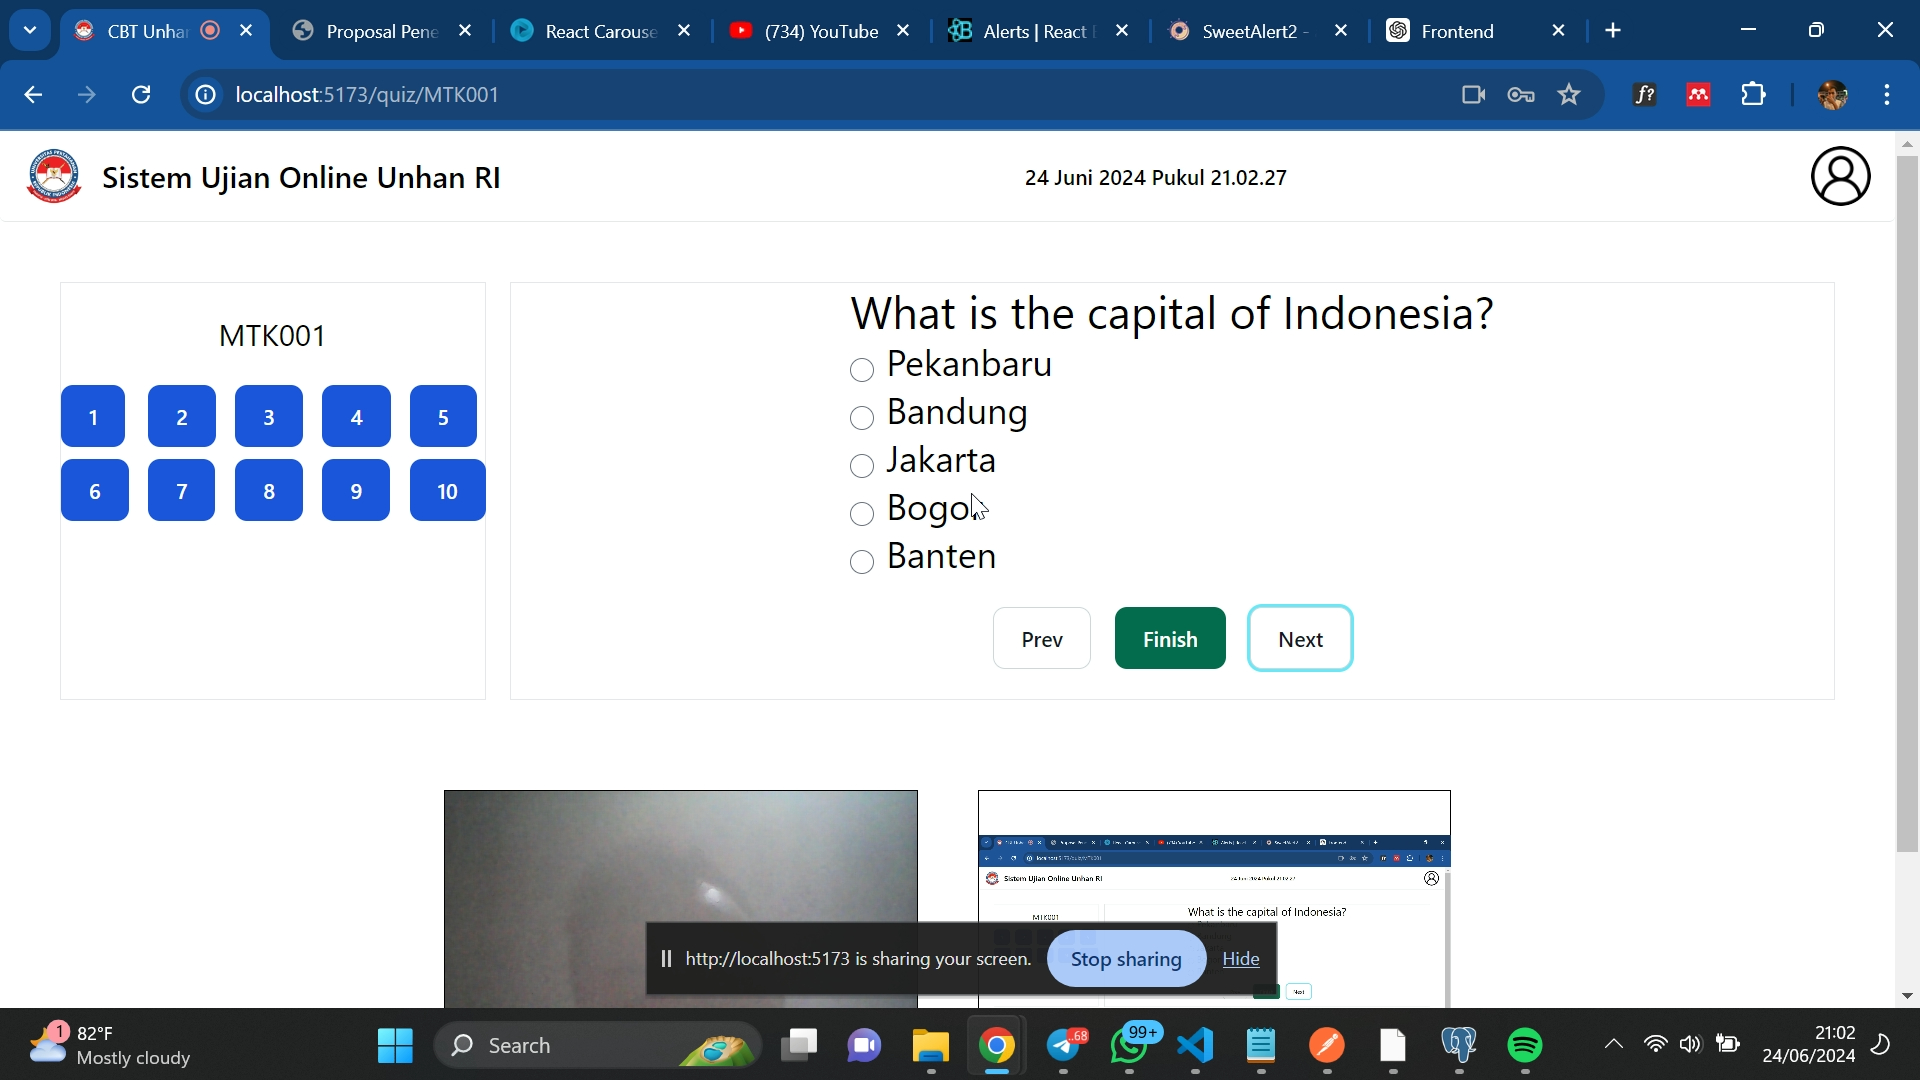 CBT Unhan
Proposal Pene
React Carouse
(734) YouTube
Alerts | React
SweetAlert2 -
Frontend
localhost:5173/quiz/MTK001
f?
Sistem Ujian Online Unhan RI
24 Juni 2024 Pukul 21.02.27
MTK001
1 2 3 4 5
6 7 8 9 10
What is the capital of Indonesia?
Pekanbaru
Bandung
Jakarta
Bogor
Banten
Prev
Finish
Next
Sistem Ujian Online Unhan RI
MTK001
What is the capital of Indonesia?
Next
http://localhost:5173 is sharing your screen.
Stop sharing
Hide
1
82°F
Mostly cloudy
Search
68
99+
21:02
24/06/2024